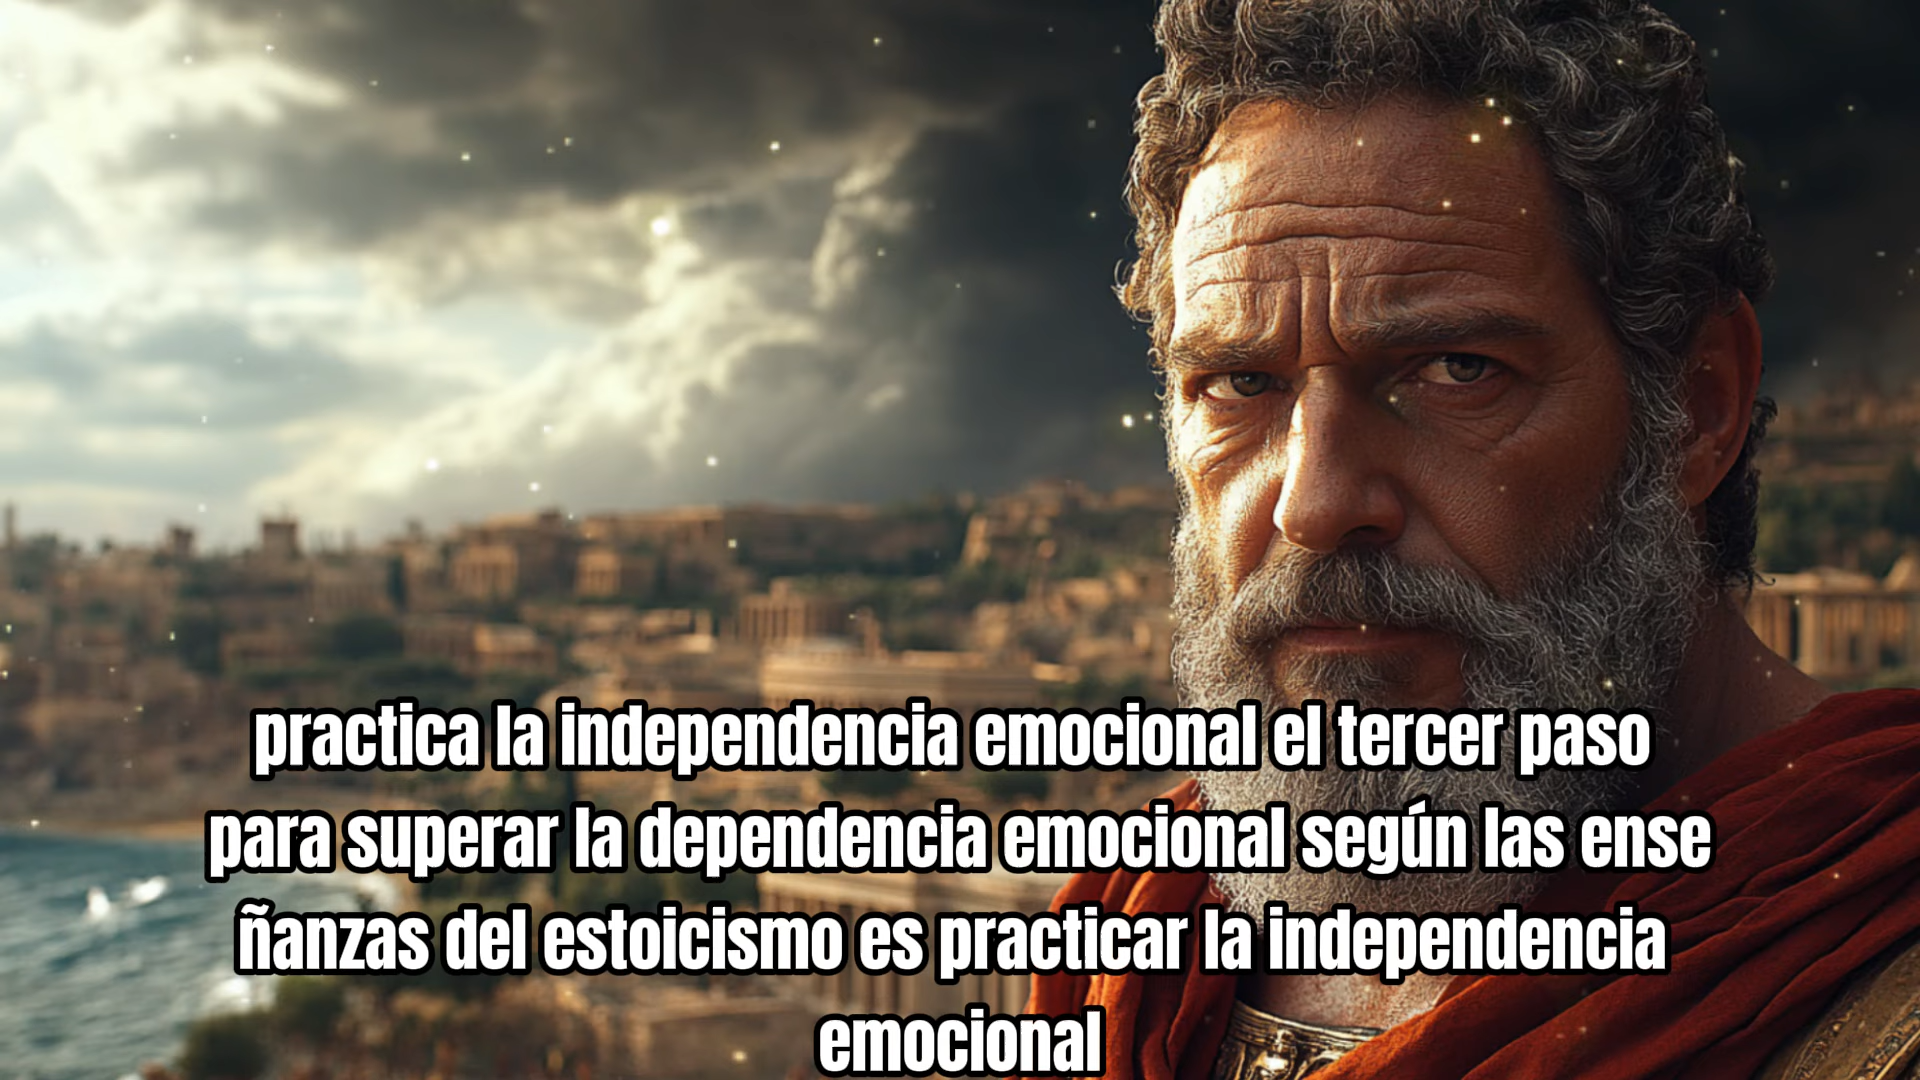 practica la independencia emocional el tercer paso
para superar la dependencia emocional según las ense
ñanzas del estoicismo es practicar la independencia
emocional